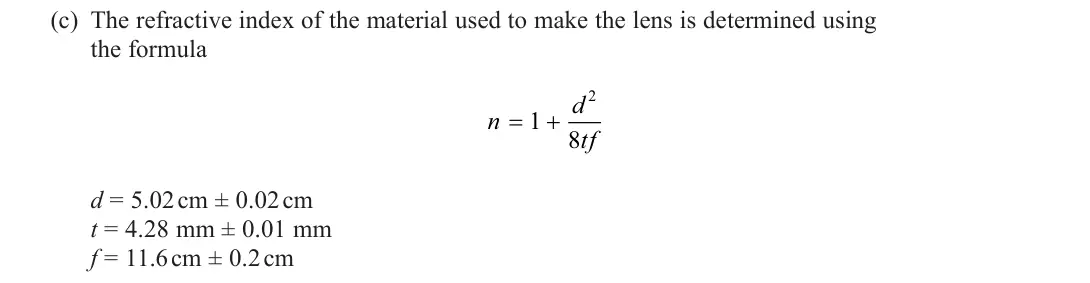 (c) The refractive index of the material used to make the lens is determined using
the formula
n = 1 + d²/8tf
d = 5.02 cm ± 0.02 cm
t = 4.28 mm ± 0.01 mm
f = 11.6 cm ± 0.2 cm